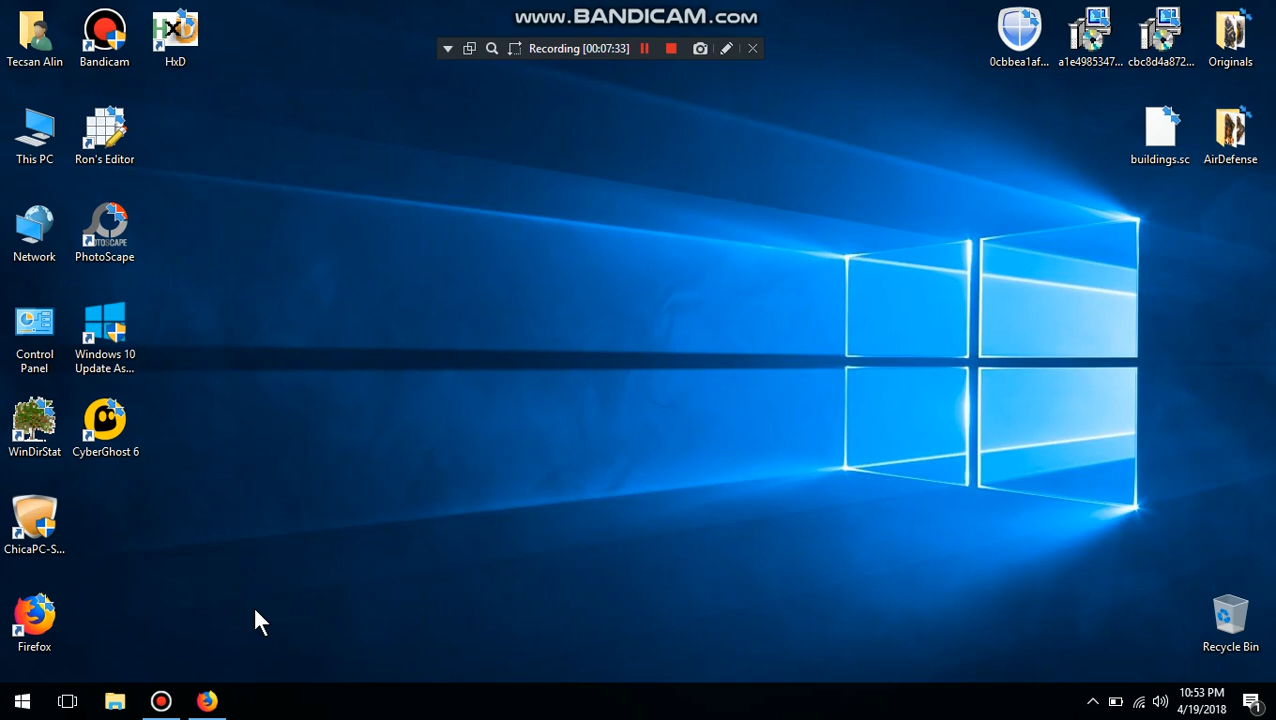 www.BANDICAM.com
Recording [00:07:33]
Tecsan Alin
Bandicam
HxD
0cbbea1af...
a1e4985347...
cbc8d4a872...
Originals
This PC
Ron's Editor
buildings.sc
AirDefense
Network
PhotoScape
Control
Panel
Windows 10
Update As...
WinDirStat
CyberGhost 6
ChicaPC-S...
Firefox
Recycle Bin
10:53 PM
4/19/2018
1